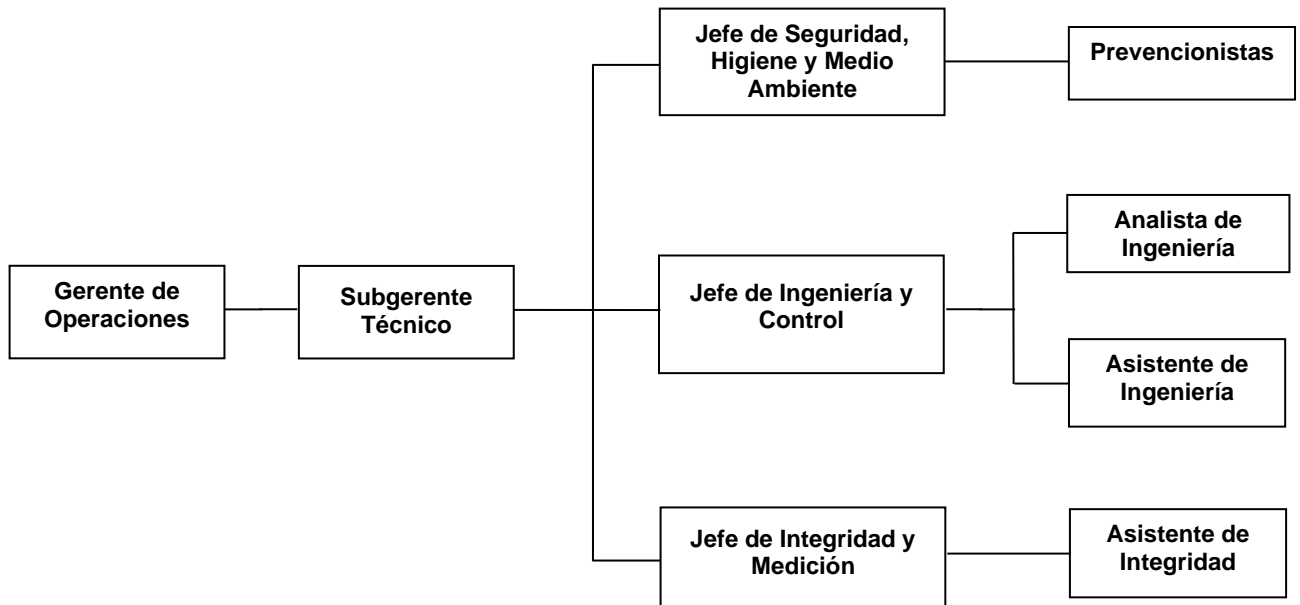 Jefe de Seguridad,
Higiene y Medio
Ambiente
Prevencionistas
Gerente de
Operaciones
Subgerente
Técnico
Jefe de Ingeniería y
Control
Analista de
Ingeniería
Asistente de
Ingeniería
Jefe de Integridad y
Medición
Asistente de
Integridad